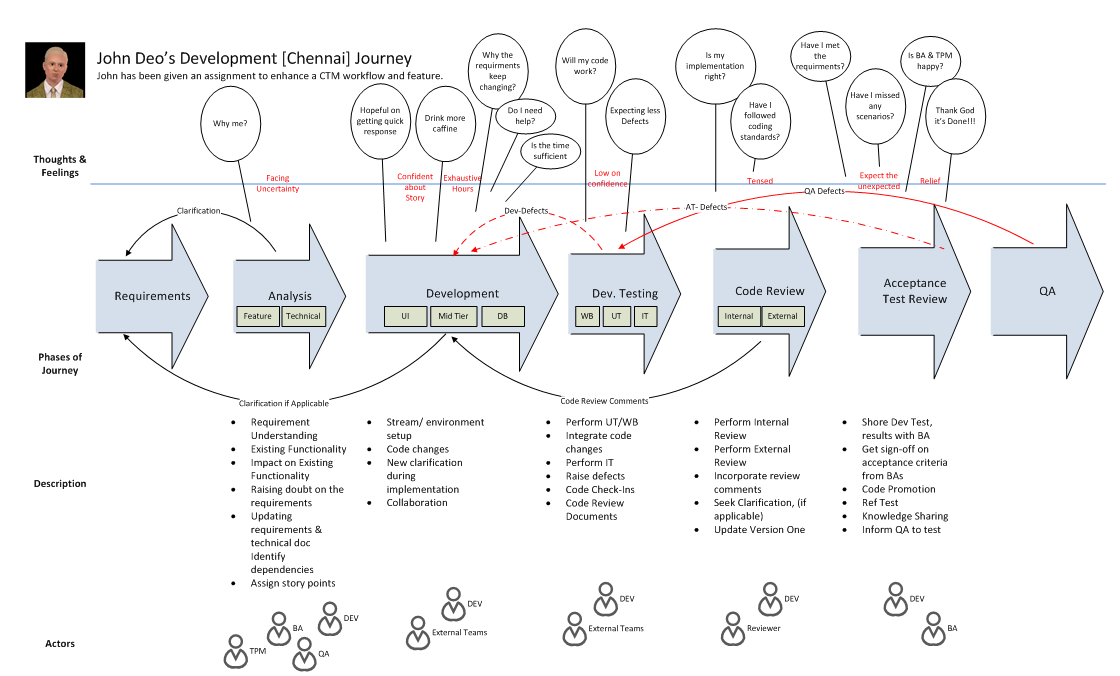 John Deo's Development [Chennai] Journey
John has been given an assignment to enhance a CTM workflow and feature.
Why me?
Hopeful on
getting quick
response
Drink more
caffine
Why the
requirments
keep
changing?
Do I need
help?
Is the time
sufficient
Will my code
work?
Expecting less
Defects
Is my
implementation
right?
Have I
followed
coding
standards?
Have I met
the
requirments?
Have I missed
any
scenarios?
Is BA & TPM
happy?
Thank God
it's Done!!!
Thoughts &
Feelings
Facing
Uncertainty
Confident
about
Story
Exhaustive
Hours
Low on
confidence
Tensed
Expect the
unexpected
Relief
QA Defects
Clarification
Dev-Defects
AT- Defects
Requirements
Analysis
Feature
Technical
Development
UI
Mid Tier
DB
Dev. Testing
WB
UT
IT
Code Review
Internal
External
Acceptance
Test Review
QA
Phases of
Journey
Clarification if Applicable
Code Review Comments
Description
• Requirement
Understanding
• Existing Functionality
• Impact on Existing
Functionality
• Raising doubt on the
requirements
• Updating
requirements &
technical doc
Identify
dependencies
• Assign story points
• Stream/ environment
setup
• Code changes
• New clarification
during
implementation
• Collaboration
• Perform UT/WB
• Integrate code
changes
• Perform IT
• Raise defects
• Code Check-Ins
• Code Review
Documents
• Perform Internal
Review
• Perform External
Review
• Incorporate review
comments
• Seek Clarification, (if
applicable)
• Update Version One
• Shore Dev Test,
results with BA
• Get sign-off on
acceptance criteria
from BAs
• Code Promotion
• Ref Test
• Knowledge Sharing
• Inform QA to test
Actors
TPM
BA
DEV
QA
DEV
External Teams
DEV
External Teams
DEV
Reviewer
DEV
BA